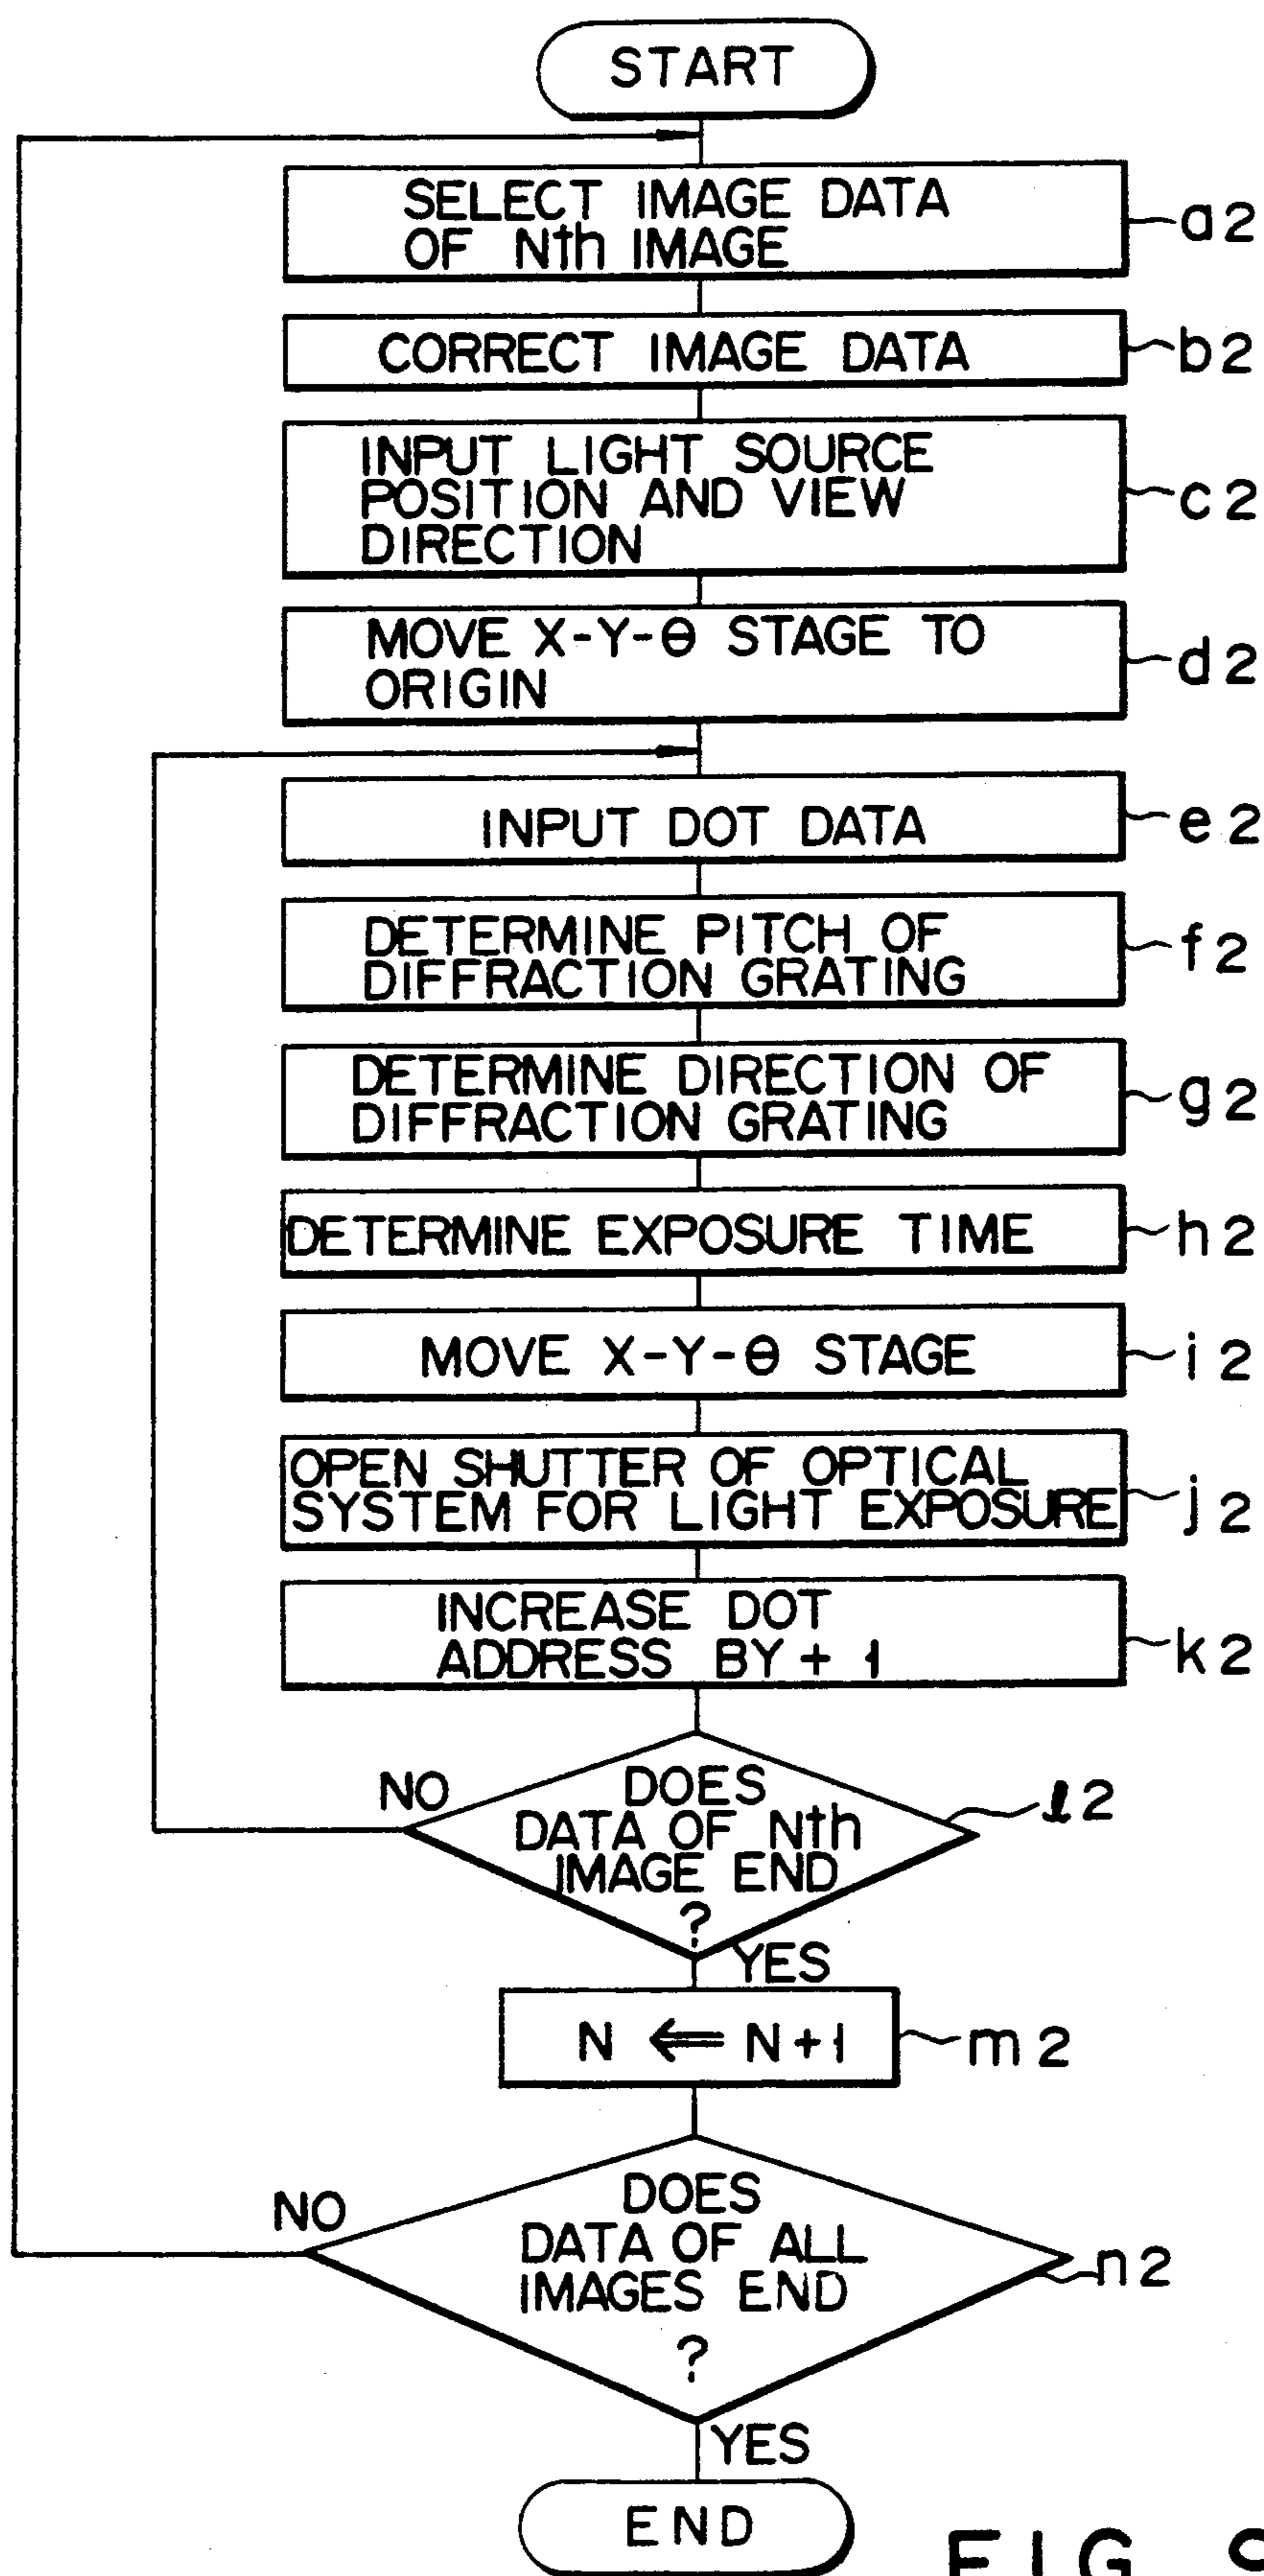 START
SELECT IMAGE DATA
OF Nth IMAGE
a2
CORRECT IMAGE DATA
b2
INPUT LIGHT SOURCE
POSITION AND VIEW
DIRECTION
c2
MOVE X-Y-θ STAGE TO
ORIGIN
d2
INPUT DOT DATA
e2
DETERMINE PITCH OF
DIFFRACTION GRATING
f2
DETERMINE DIRECTION OF
DIFFRACTION GRATING
g2
DETERMINE EXPOSURE TIME
h2
MOVE X-Y-θ STAGE
i2
OPEN SHUTTER OF OPTICAL
SYSTEM FOR LIGHT EXPOSURE
j2
INCREASE DOT
ADDRESS BY + 1
k2
NO
DOES
DATA OF Nth
IMAGE END
?
l2
YES
N ⇐ N+1
m2
NO
DOES
DATA OF ALL
IMAGES END
?
n2
YES
END
FIG.